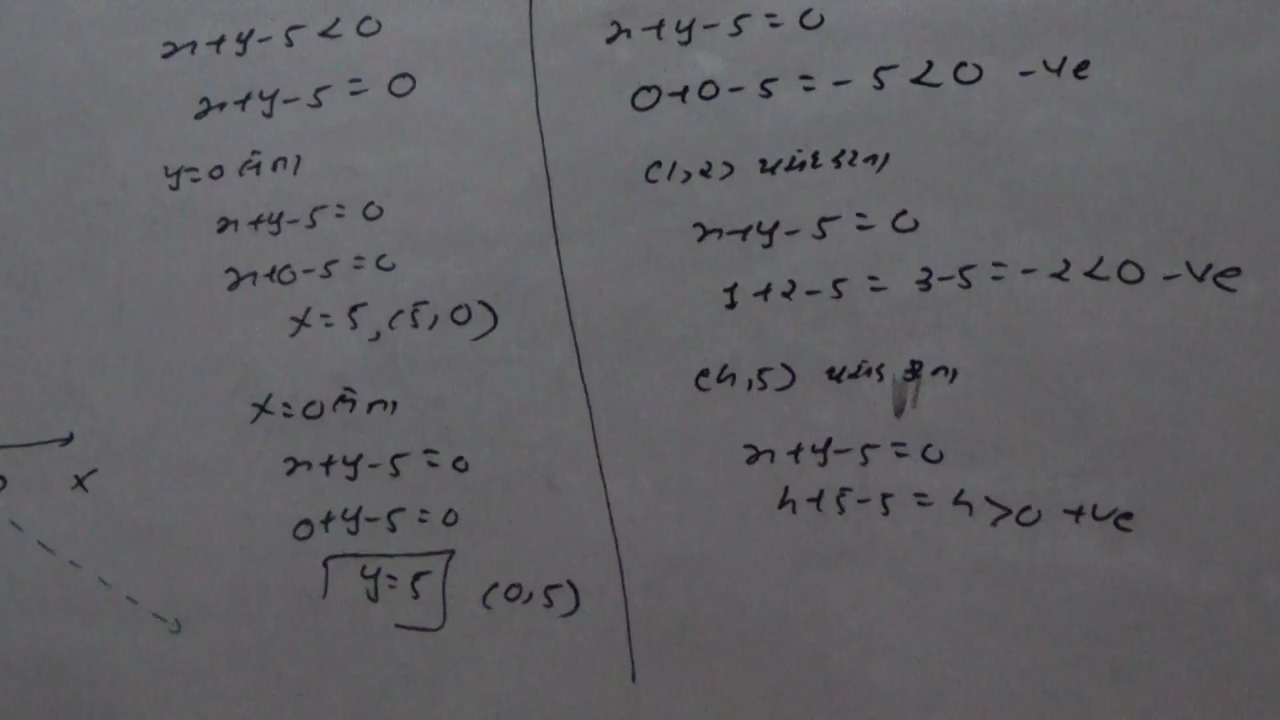 x+y-5<0
x+y-5=0
y=0
x+y-5=0
x+0-5=0
x=5,(5,0)
x=0
x+y-5=0
0+y-5=0
y=5 (0,5)
x
x+y-5=0
0+0-5=-5<0 -ve
(1,2)
x+y-5=0
1+2-5=3-5=-2<0 -ve
(4,5)
x+y-5=0
4+5-5=4>0 +ve